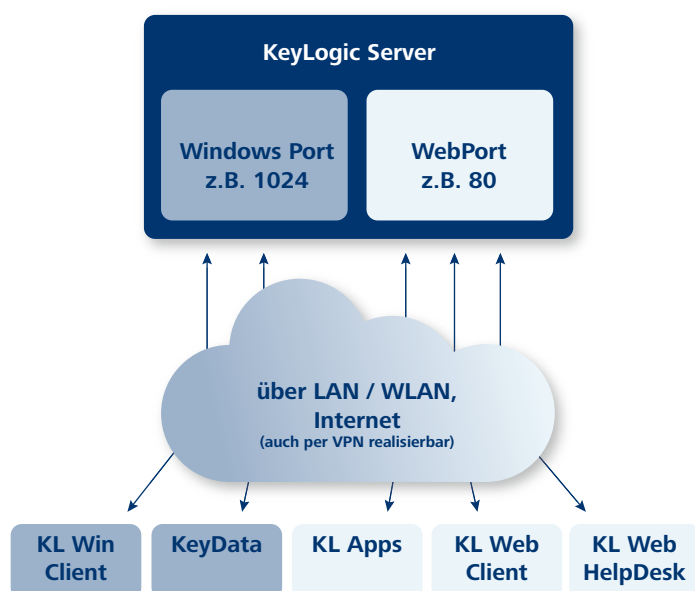 KeyLogic Server
Windows Port
z.B. 1024
WebPort
z.B. 80
über LAN / WLAN,
Internet
(auch per VPN realisierbar)
KL Win
Client
KeyData
KL Apps
KL Web
Client
KL Web
HelpDesk